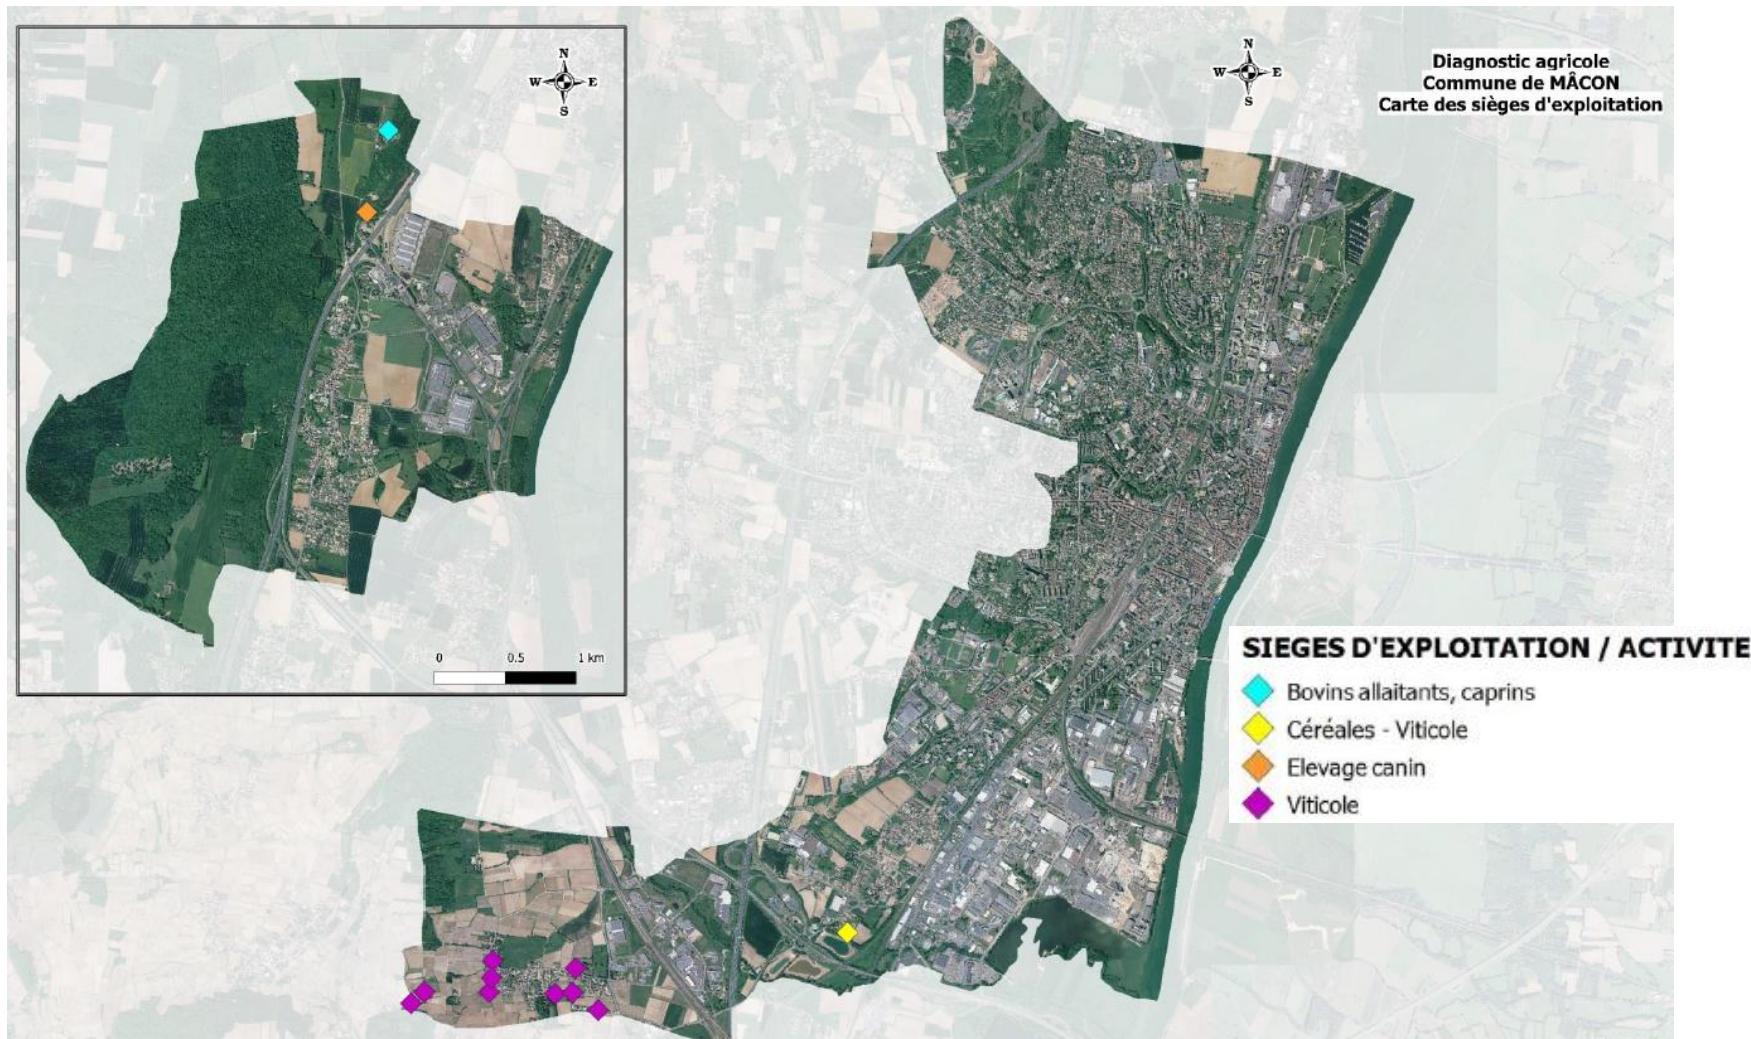 N
W E
S
N
W E
S
Diagnostic agricole
Commune de MÂCON
Carte des sièges d'exploitation
0 0.5 1 km
SIEGES D'EXPLOITATION / ACTIVITE
Bovins allaitants, caprins
Céréales - Viticole
Elevage canin
Viticole